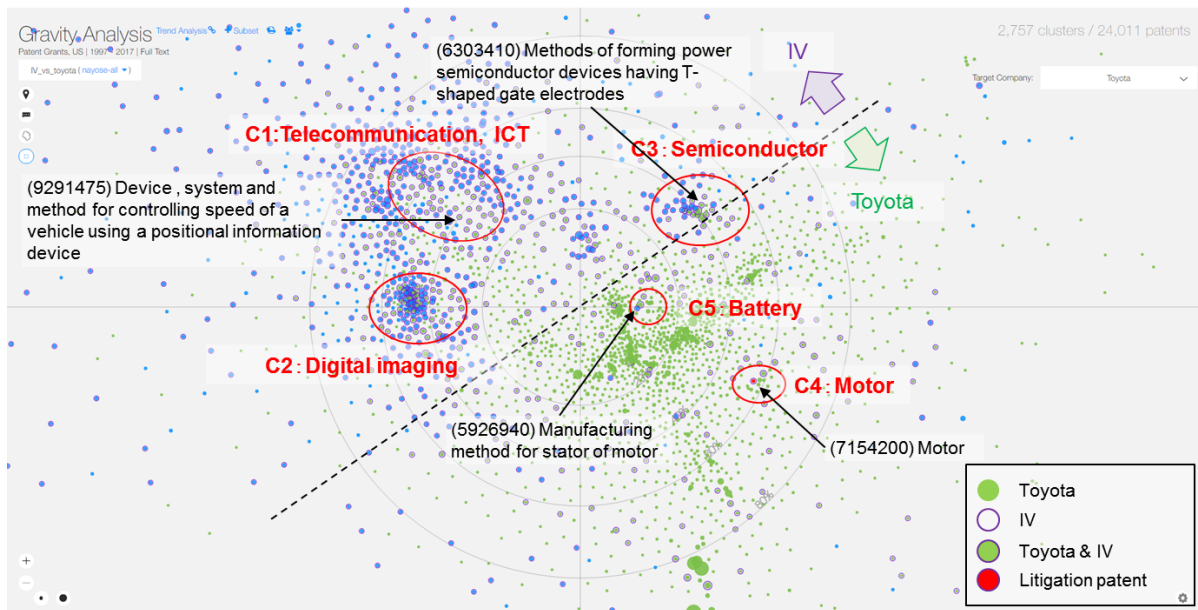 Gravity Analysis Trend Analysis Subset
Patent Grants, US | 1997 - 2017 | Full Text
IV_vs_toyota ( nayose-all )
2,757 clusters / 24,011 patents
Target Company: Toyota
(6303410) Methods of forming power
semiconductor devices having T-
shaped gate electrodes
IV
Toyota
C1:Telecommunication, ICT
C3:Semiconductor
(9291475) Device , system and
method for controlling speed of a
vehicle using a positional information
device
C5:Battery
C2:Digital imaging
C4:Motor
(5926940) Manufacturing
method for stator of motor
(7154200) Motor
80%
Toyota
IV
Toyota & IV
Litigation patent